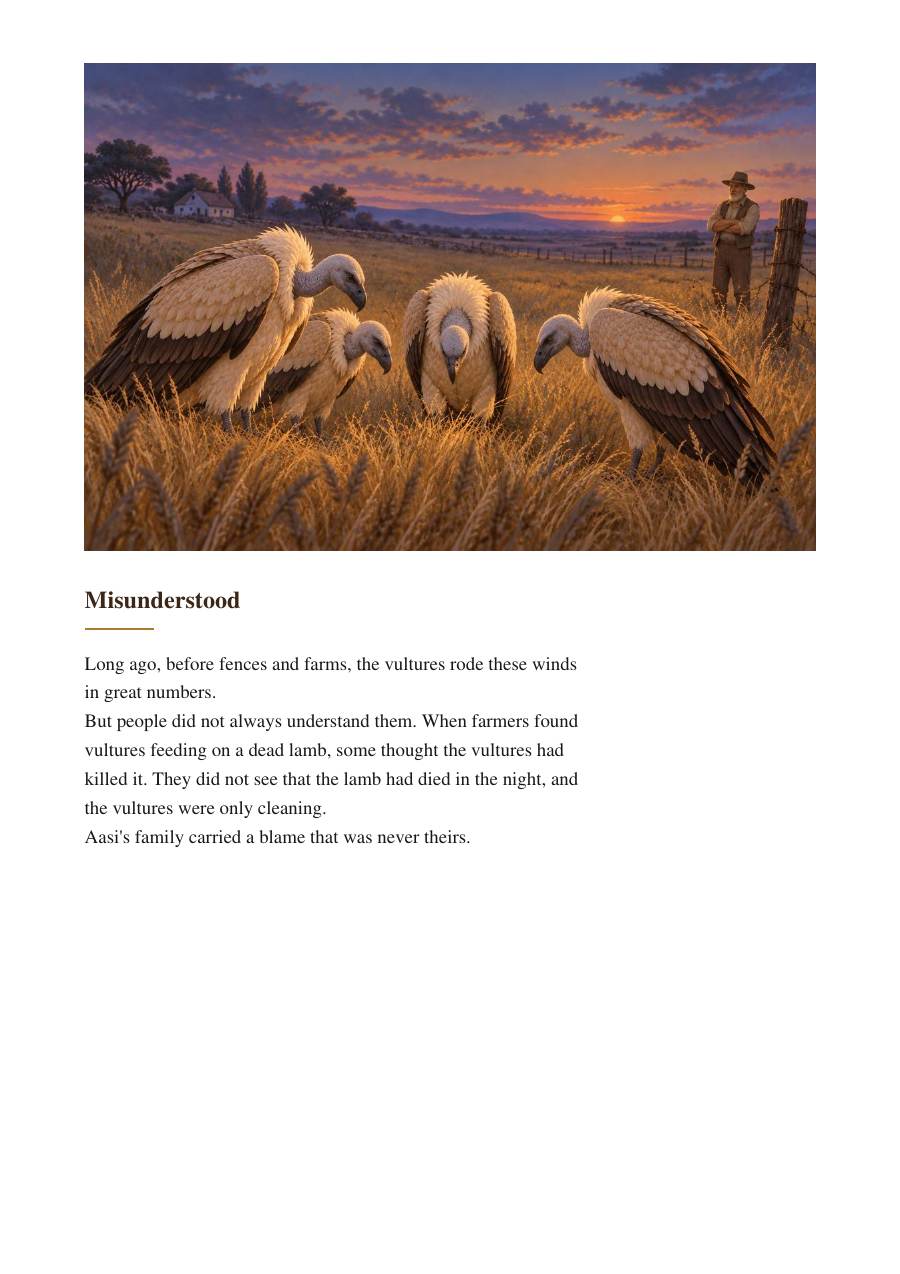 Misunderstood
Long ago, before fences and farms, the vultures rode these winds
in great numbers.
But people did not always understand them. When farmers found
vultures feeding on a dead lamb, some thought the vultures had
killed it. They did not see that the lamb had died in the night, and
the vultures were only cleaning.
Aasi's family carried a blame that was never theirs.